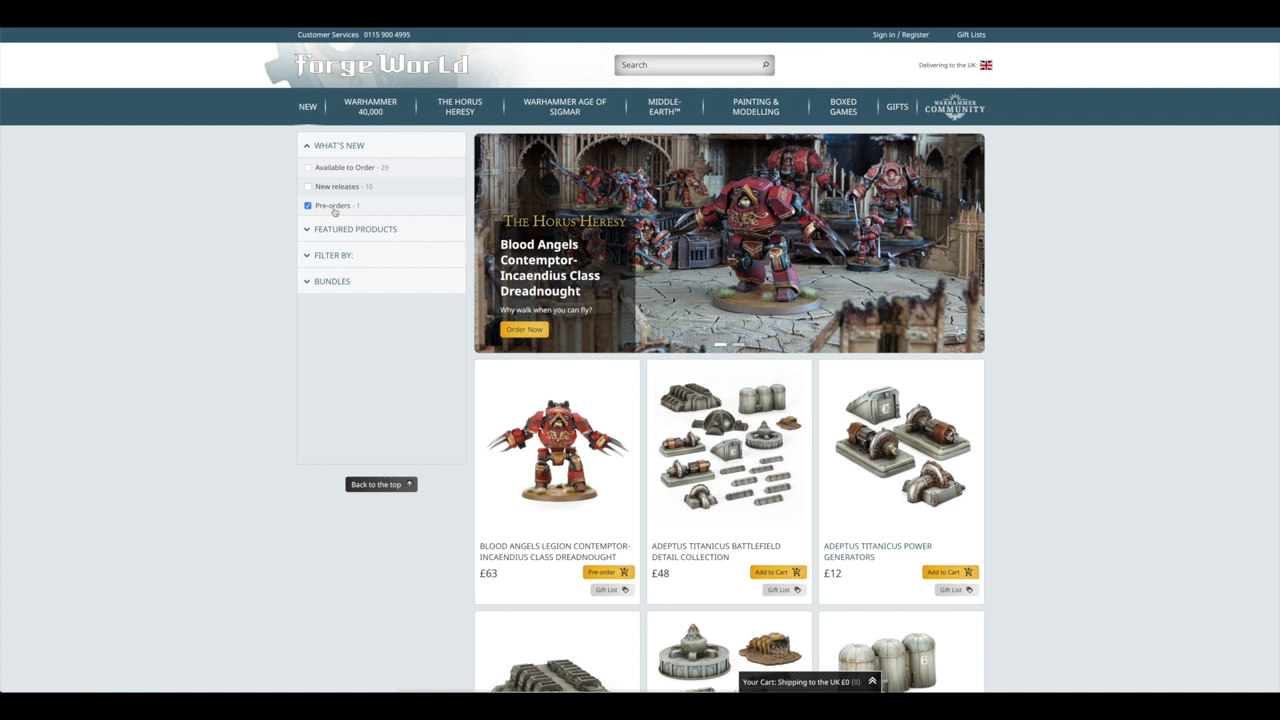 Customer Services 0115 900 4995
Sign in / Register
Gift Lists
Forge World
Search
Delivering to the UK:
NEW
WARHAMMER
40,000
THE HORUS
HERESY
WARHAMMER AGE OF
SIGMAR
MIDDLE-
EARTH™
PAINTING &
MODELLING
BOXED
GAMES
GIFTS
WARHAMMER
COMMUNITY
WHAT'S NEW
Available to Order - 29
New releases - 10
Pre-orders - 1
FEATURED PRODUCTS
FILTER BY:
BUNDLES
Back to the top
THE HORUS HERESY
Blood Angels
Contemptor-
Incaendius Class
Dreadnought
Why walk when you can fly?
Order Now
BLOOD ANGELS LEGION CONTEMPTOR-
INCAENDIUS CLASS DREADNOUGHT
£63
Pre-order
Gift List
ADEPTUS TITANICUS BATTLEFIELD
DETAIL COLLECTION
£48
Add to Cart
Gift List
ADEPTUS TITANICUS POWER
GENERATORS
£12
Add to Cart
Gift List
Your Cart: Shipping to the UK £0 (0)